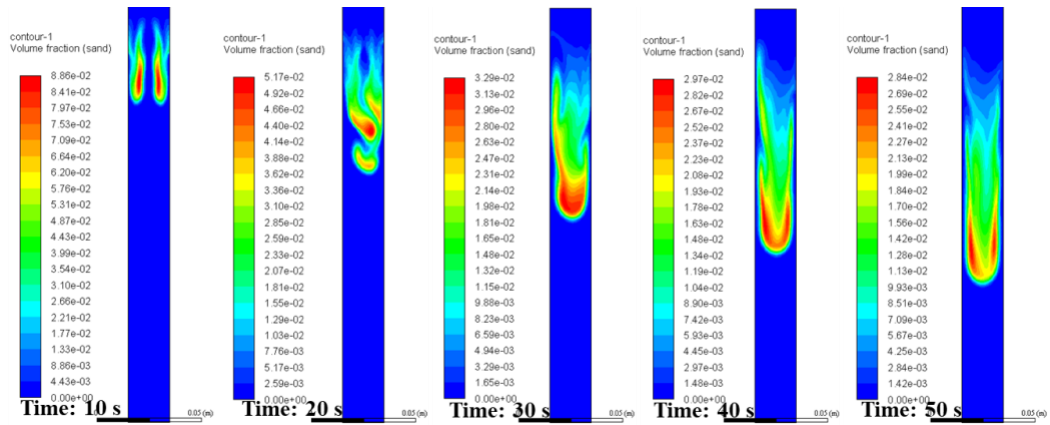 contour-1
Volume fraction (sand)
8.86e-02
8.41e-02
7.97e-02
7.53e-02
7.09e-02
6.64e-02
6.20e-02
5.76e-02
5.31e-02
4.87e-02
4.43e-02
3.99e-02
3.54e-02
3.10e-02
2.66e-02
2.21e-02
1.77e-02
1.33e-02
8.86e-03
4.43e-03
0.00e+00
Time: 10 s
0.05 (m)
contour-1
Volume fraction (sand)
5.17e-02
4.92e-02
4.66e-02
4.40e-02
4.14e-02
3.88e-02
3.62e-02
3.36e-02
3.10e-02
2.85e-02
2.59e-02
2.33e-02
2.07e-02
1.81e-02
1.55e-02
1.29e-02
1.03e-02
7.76e-03
5.17e-03
2.59e-03
0.00e+00
Time: 20 s
0.05 (m)
contour-1
Volume fraction (sand)
3.29e-02
3.13e-02
2.96e-02
2.80e-02
2.63e-02
2.47e-02
2.31e-02
2.14e-02
1.98e-02
1.81e-02
1.65e-02
1.48e-02
1.32e-02
1.15e-02
9.88e-03
8.23e-03
6.59e-03
4.94e-03
3.29e-03
1.65e-03
0.00e+00
Time: 30 s
0.05 (m)
contour-1
Volume fraction (sand)
2.97e-02
2.82e-02
2.67e-02
2.52e-02
2.37e-02
2.23e-02
2.08e-02
1.93e-02
1.78e-02
1.63e-02
1.48e-02
1.34e-02
1.19e-02
1.04e-02
8.90e-03
7.42e-03
5.93e-03
4.45e-03
2.97e-03
1.48e-03
0.00e+00
Time: 40 s
0.05 (m)
contour-1
Volume fraction (sand)
2.84e-02
2.69e-02
2.55e-02
2.41e-02
2.27e-02
2.13e-02
1.99e-02
1.84e-02
1.70e-02
1.56e-02
1.42e-02
1.28e-02
1.13e-02
9.93e-03
8.51e-03
7.09e-03
5.67e-03
4.25e-03
2.84e-03
1.42e-03
0.00e+00
Time: 50 s
0.05 (m)